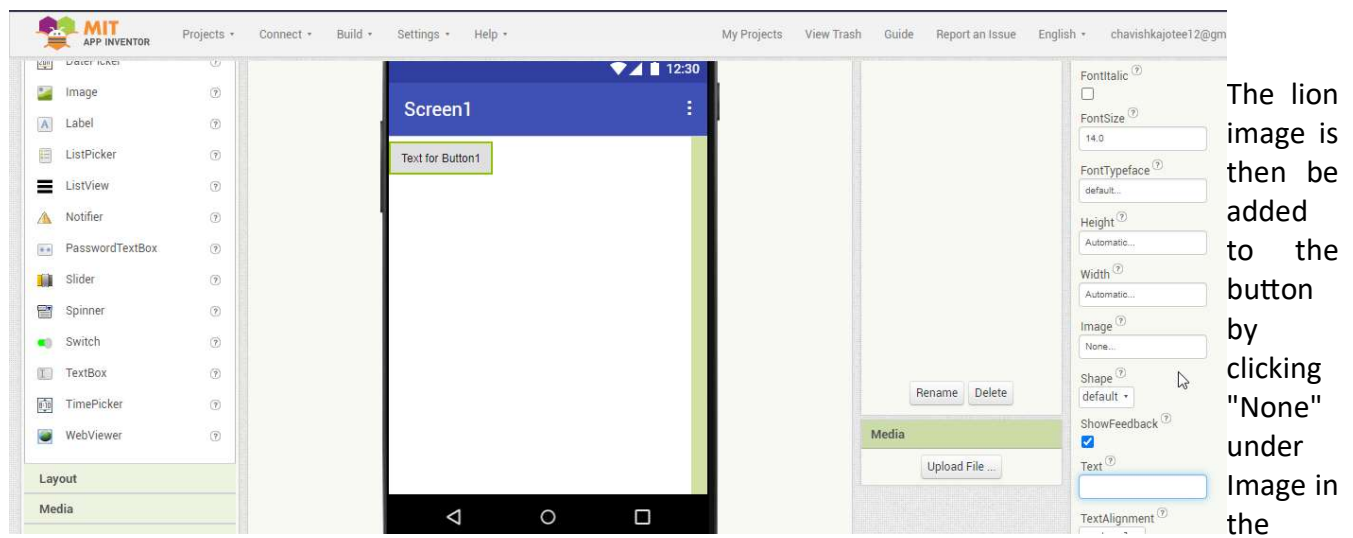 MIT
APP INVENTOR
Projects
Connect
Build
Settings
Help
My Projects
View Trash
Guide
Report an Issue
English
chavishkajotee12@gm
DatePicker
Image
Label
ListPicker
ListView
Notifier
PasswordTextBox
Slider
Spinner
Switch
TextBox
TimePicker
WebViewer
Layout
Media
12:30
Screen1
Text for Button1
Rename Delete
Media
Upload File ...
FontItalic
FontSize
14.0
FontTypeface
default...
Height
Automatic...
Width
Automatic...
Image
None...
Shape
default
ShowFeedback
Text
TextAlignment
The lion
image is
then be
added
to the
button
by
clicking
"None"
under
Image in
the